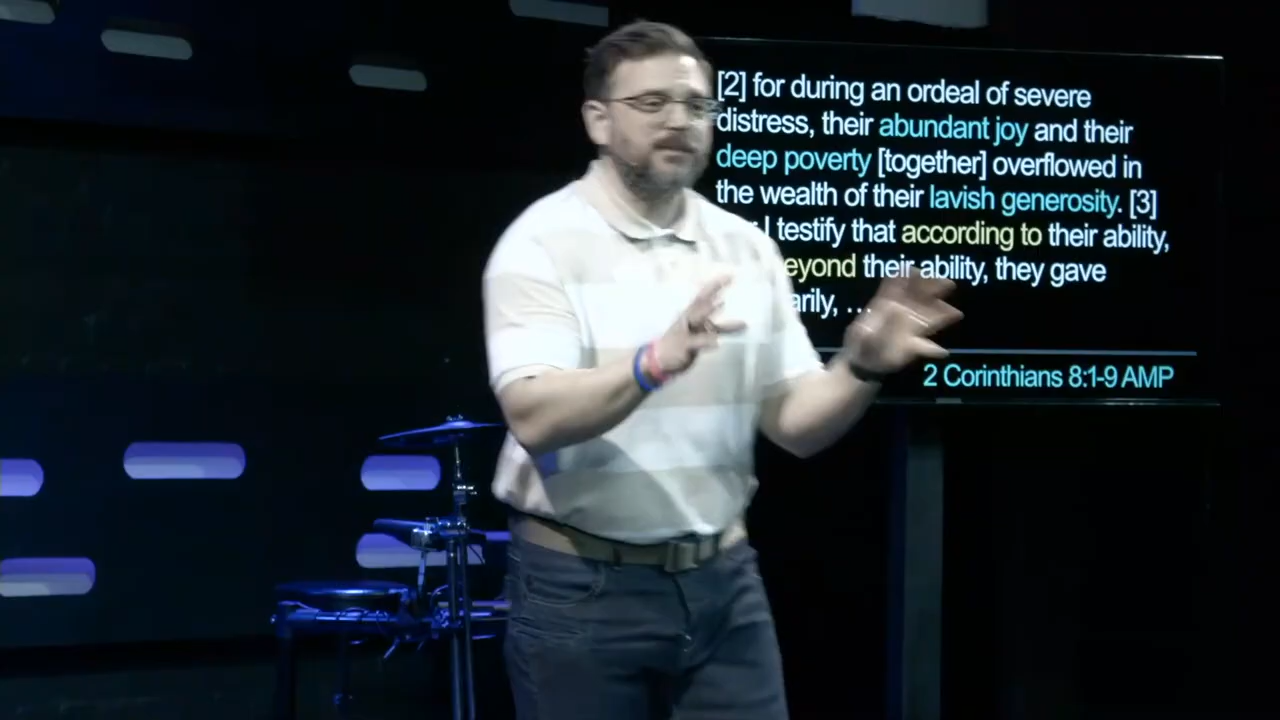 [2] for during an ordeal of severe
distress, their abundant joy and their
deep poverty [together] overflowed in
the wealth of their lavish generosity. [3]
I testify that according to their ability,
eyond their ability, they gave
arily, …
2 Corinthians 8:1-9 AMP